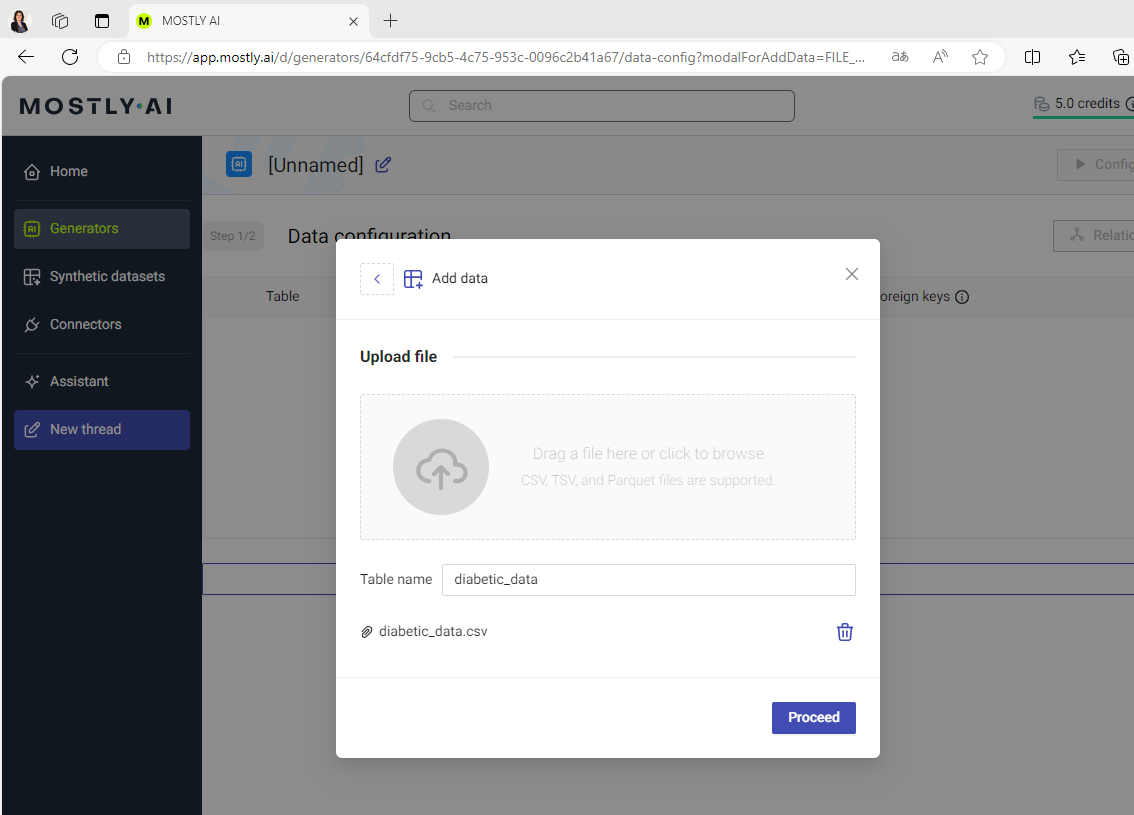 MOSTLY AI
https://app.mostly.ai/d/generators/64cfdf75-9cb5-4c75-953c-0096c2b41a67/data-config?modalForAddData=FILE_...
MOSTLY·AI
Search
5.0 credits
Home
Generators
Synthetic datasets
Connectors
Assistant
New thread
[Unnamed]
Config
Step 1/2
Data configuration
Relatio
Table
oreign keys
Add data
Upload file
Drag a file here or click to browse
CSV, TSV, and Parquet files are supported.
Table name diabetic_data
diabetic_data.csv
Proceed